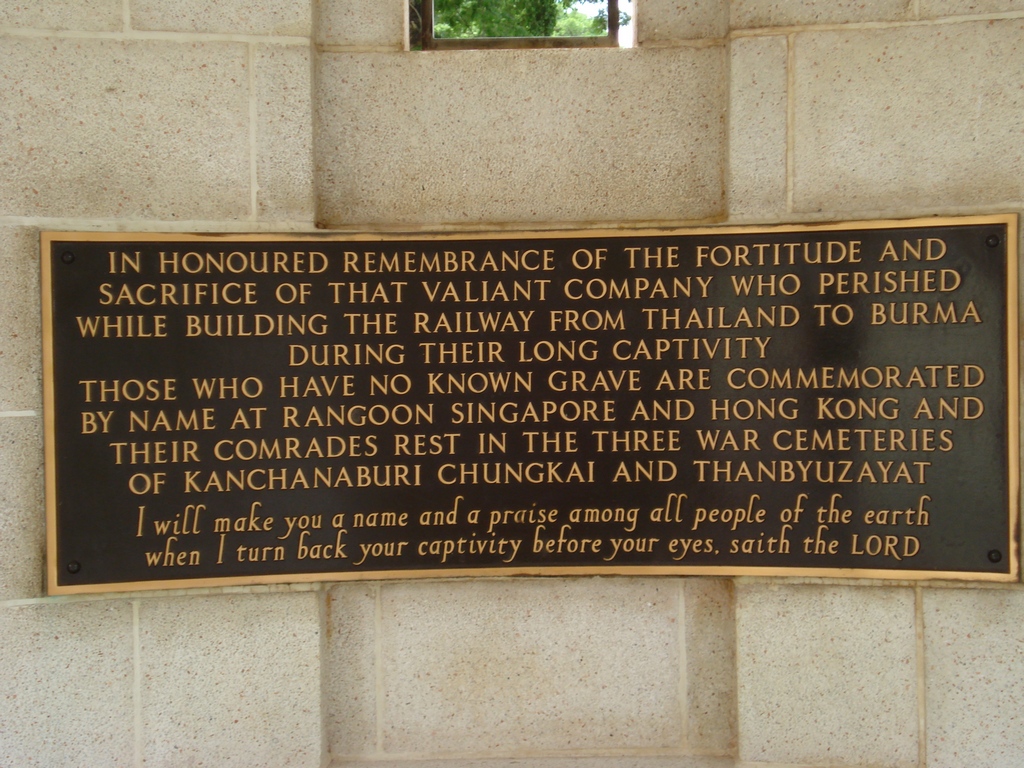 IN HONOURED REMEMBRANCE OF THE FORTITUDE AND
SACRIFICE OF THAT VALIANT COMPANY WHO PERISHED
WHILE BUILDING THE RAILWAY FROM THAILAND TO BURMA
DURING THEIR LONG CAPTIVITY
THOSE WHO HAVE NO KNOWN GRAVE ARE COMMEMORATED
BY NAME AT RANGOON SINGAPORE AND HONG KONG AND
THEIR COMRADES REST IN THE THREE WAR CEMETERIES
OF KANCHANABURI CHUNGKAI AND THANBYUZAYAT
I will make you a name and a praise among all people of the earth
when I turn back your captivity before your eyes, saith the LORD